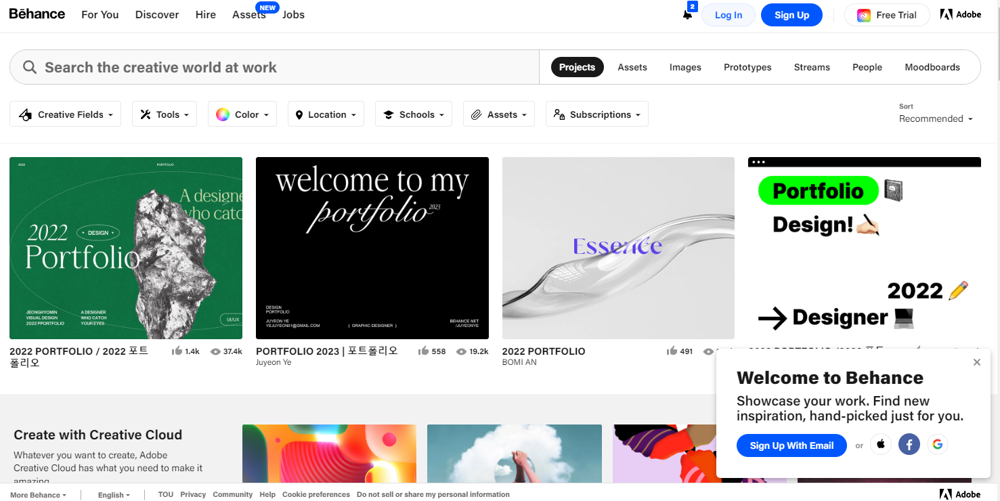 Bēhance
For You
Discover
Hire
Assets
NEW
Jobs
2
Log In
Sign Up
Free Trial
Adobe
Search the creative world at work
Projects
Assets
Images
Prototypes
Streams
People
Moodboards
Creative Fields
Tools
Color
Location
Schools
Assets
Subscriptions
Sort
Recommended
2022
PORTFOLIO
A designe
who catc
2022
DESIGN
Portfolio
JEONGHYOMIN
VISUAL DESIGN
2022 PPORTFOLIO
A DESIGNER
WHO CATCH
YOUR EYES
UI/UX
2022 PORTFOLIO / 2022 포트
폴리오
1.4k
37.4k
welcome to my
portfolio 2023
DESIGN
PORTFOLIO
JUYEON YE
YEJUYEON01@GMAIL.COM
( GRAPHIC DESIGNER )
BEHANCE.NET
/JUYEONYE
PORTFOLIO 2023 | 포트폴리오
558
19.2k
Juyeon Ye
Essence
2022 PORTFOLIO
491
BOMI AN
Portfolio
Design!
2022
Designer
Welcome to Behance
Showcase your work. Find new
inspiration, hand-picked just for you.
Sign Up With Email
or
Create with Creative Cloud
Whatever you want to create, Adobe
Creative Cloud has what you need to make it
amazing
More Behance
English
TOU
Privacy
Community
Help
Cookie preferences
Do not sell or share my personal information
Adobe